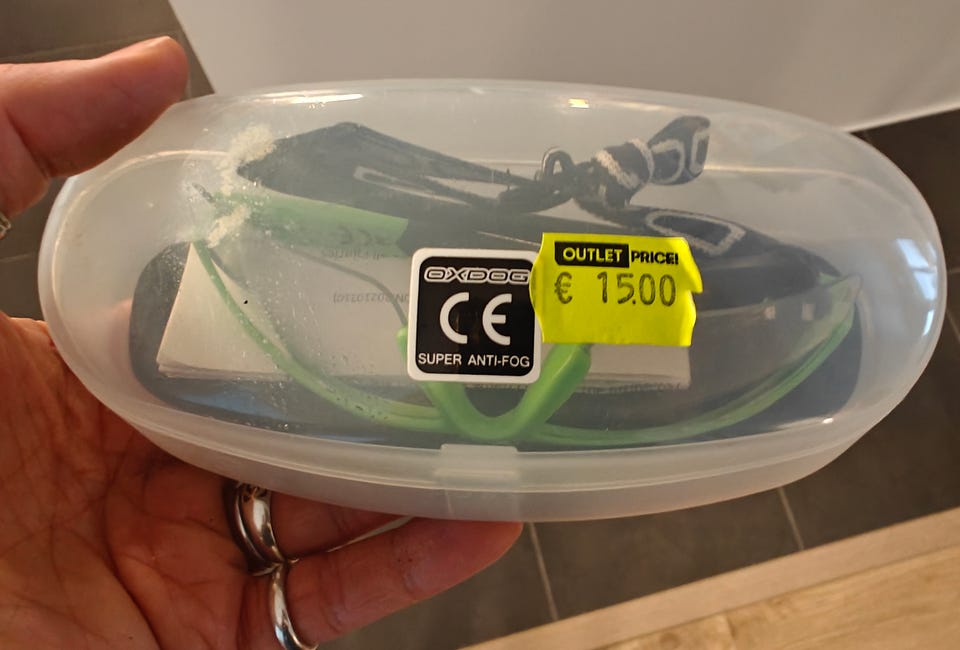 OUTLET PRICE!
€ 15.00
OXDOG
CE
SUPER ANTI-FOG